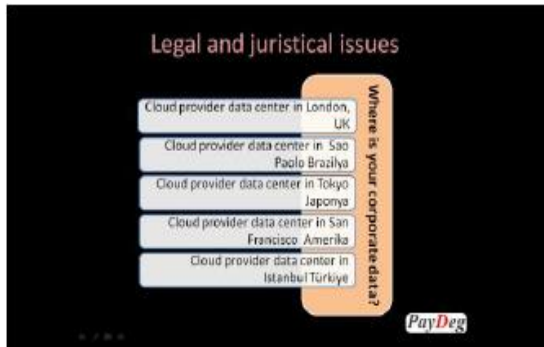 Legal and juristical issues
Cloud provider data center in London,
UK
Cloud provider data center in Sao
Paolo Brazilya
Cloud provider data center in Tokyo
Japonya
Cloud provider data center in San
Francisco Amerika
Cloud provider data center in
Istanbul Türkiye
Where is your corporate data?
PayDeg